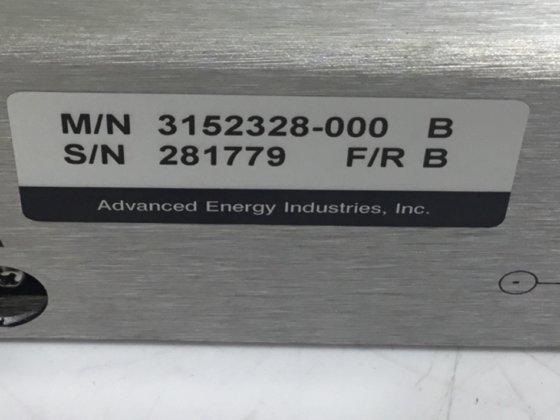 M/N 3152328-000 B
S/N 281779 F/R B
Advanced Energy Industries, Inc.